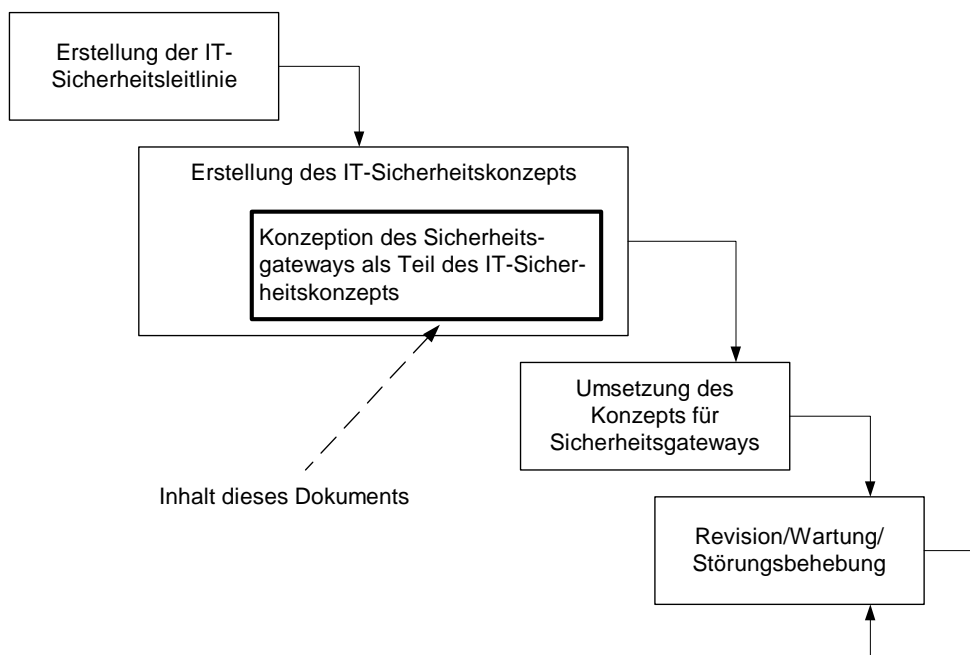 Erstellung der IT-
Sicherheitsleitlinie
Erstellung des IT-Sicherheitskonzepts
Konzeption des Sicherheits-
gateways als Teil des IT-Sicher-
heitskonzepts
Umsetzung des
Konzepts für
Sicherheitsgateways
Inhalt dieses Dokuments
Revision/Wartung/
Störungsbehebung